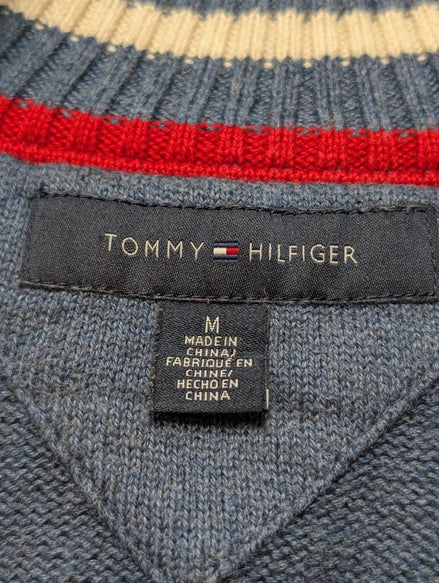 TOMMY HILFIGER
M
MADE IN
CHINA/
FABRIQUÉ EN
CHINE/
HECHO EN
CHINA